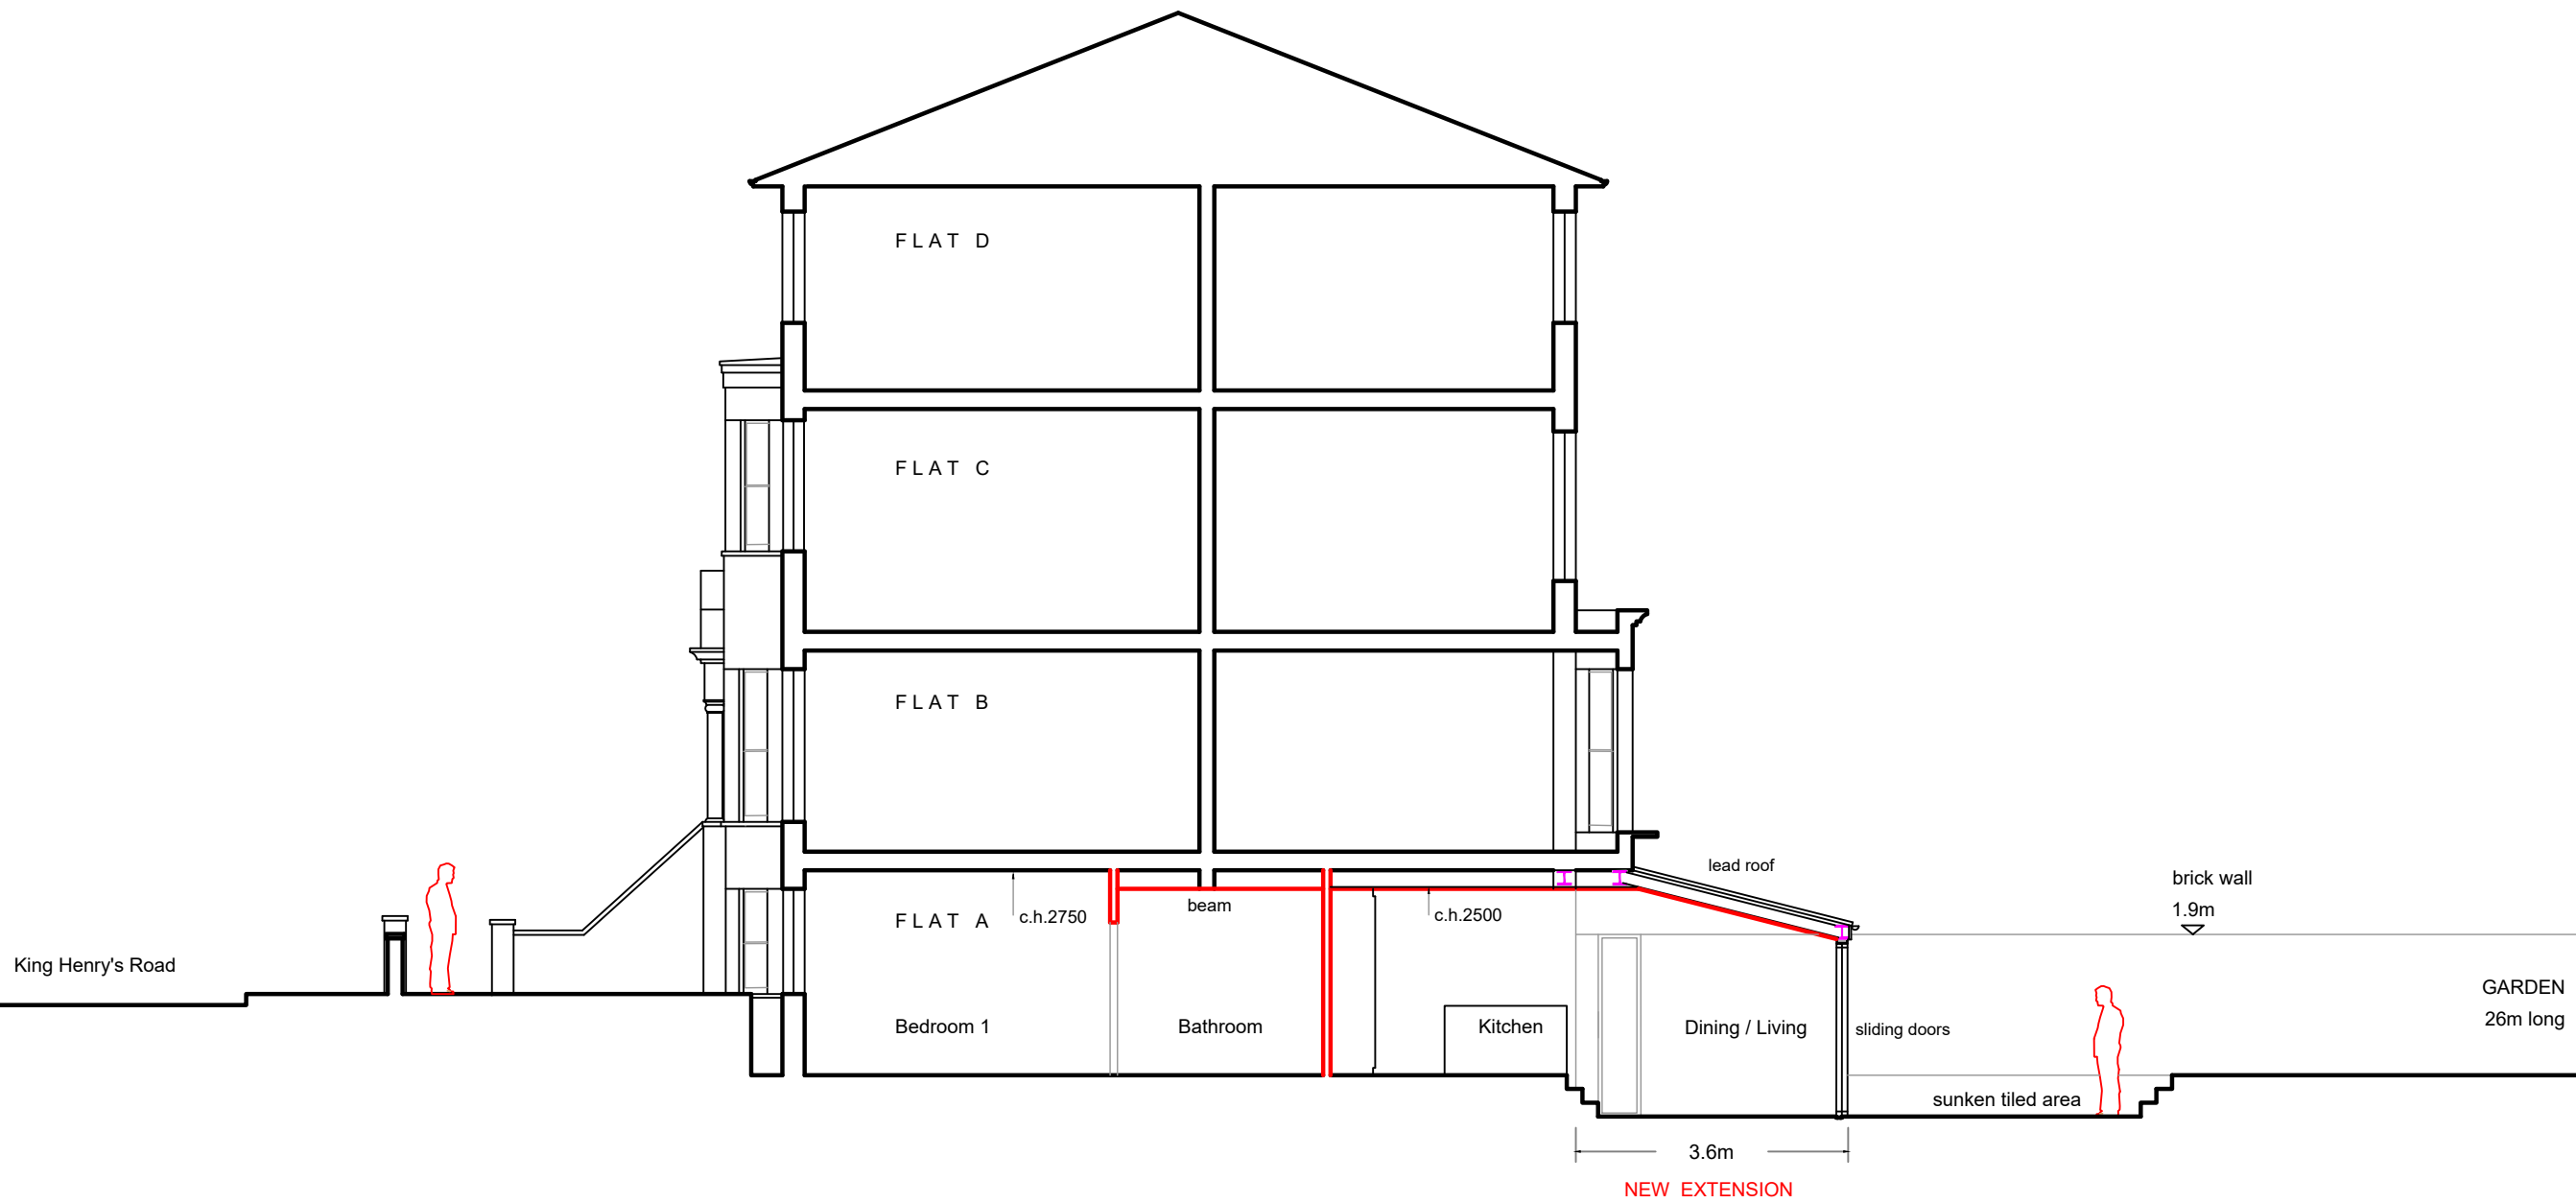 FLAT D
FLAT C
FLAT B
lead roof
brick wall
1.9m
beam
c.h.2750
c.h.2500
FLAT A
King Henry's Road
GARDEN
26m long
Bedroom 1
Bathroom
Kitchen
Dining / Living
sliding doors
sunken tiled area
3.6m
NEW EXTENSION